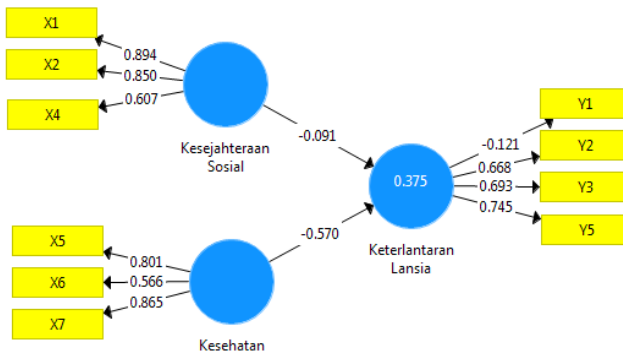 X1
0.894
X2
0.850
X4
0.607
Kesejahteraan
Sosial
-0.091
X5
0.801
X6
0.566
X7
0.865
Kesehatan
-0.570
0.375
Keterlantaran
Lansia
Y1
-0.121
Y2
0.668
Y3
0.693
Y5
0.745